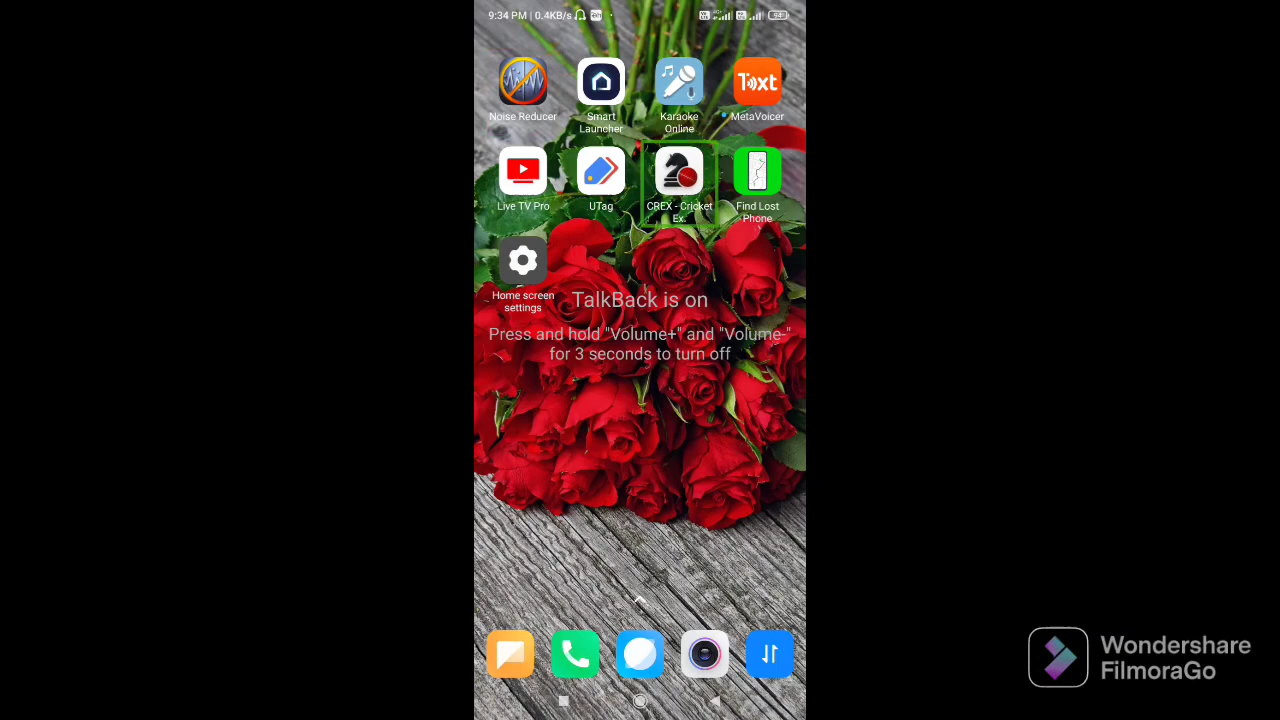 9:34 PM | 0.4KB/s
94
Text
Noise Reducer
Smart
Launcher
Karaoke
Online
MetaVoicer
Live TV Pro
UTag
CREX - Cricket
Ex.
Find Lost
Phone
Home screen
settings
TalkBack is on
Press and hold "Volume+" and "Volume-"
for 3 seconds to turn off
Wondershare
FilmoraGo